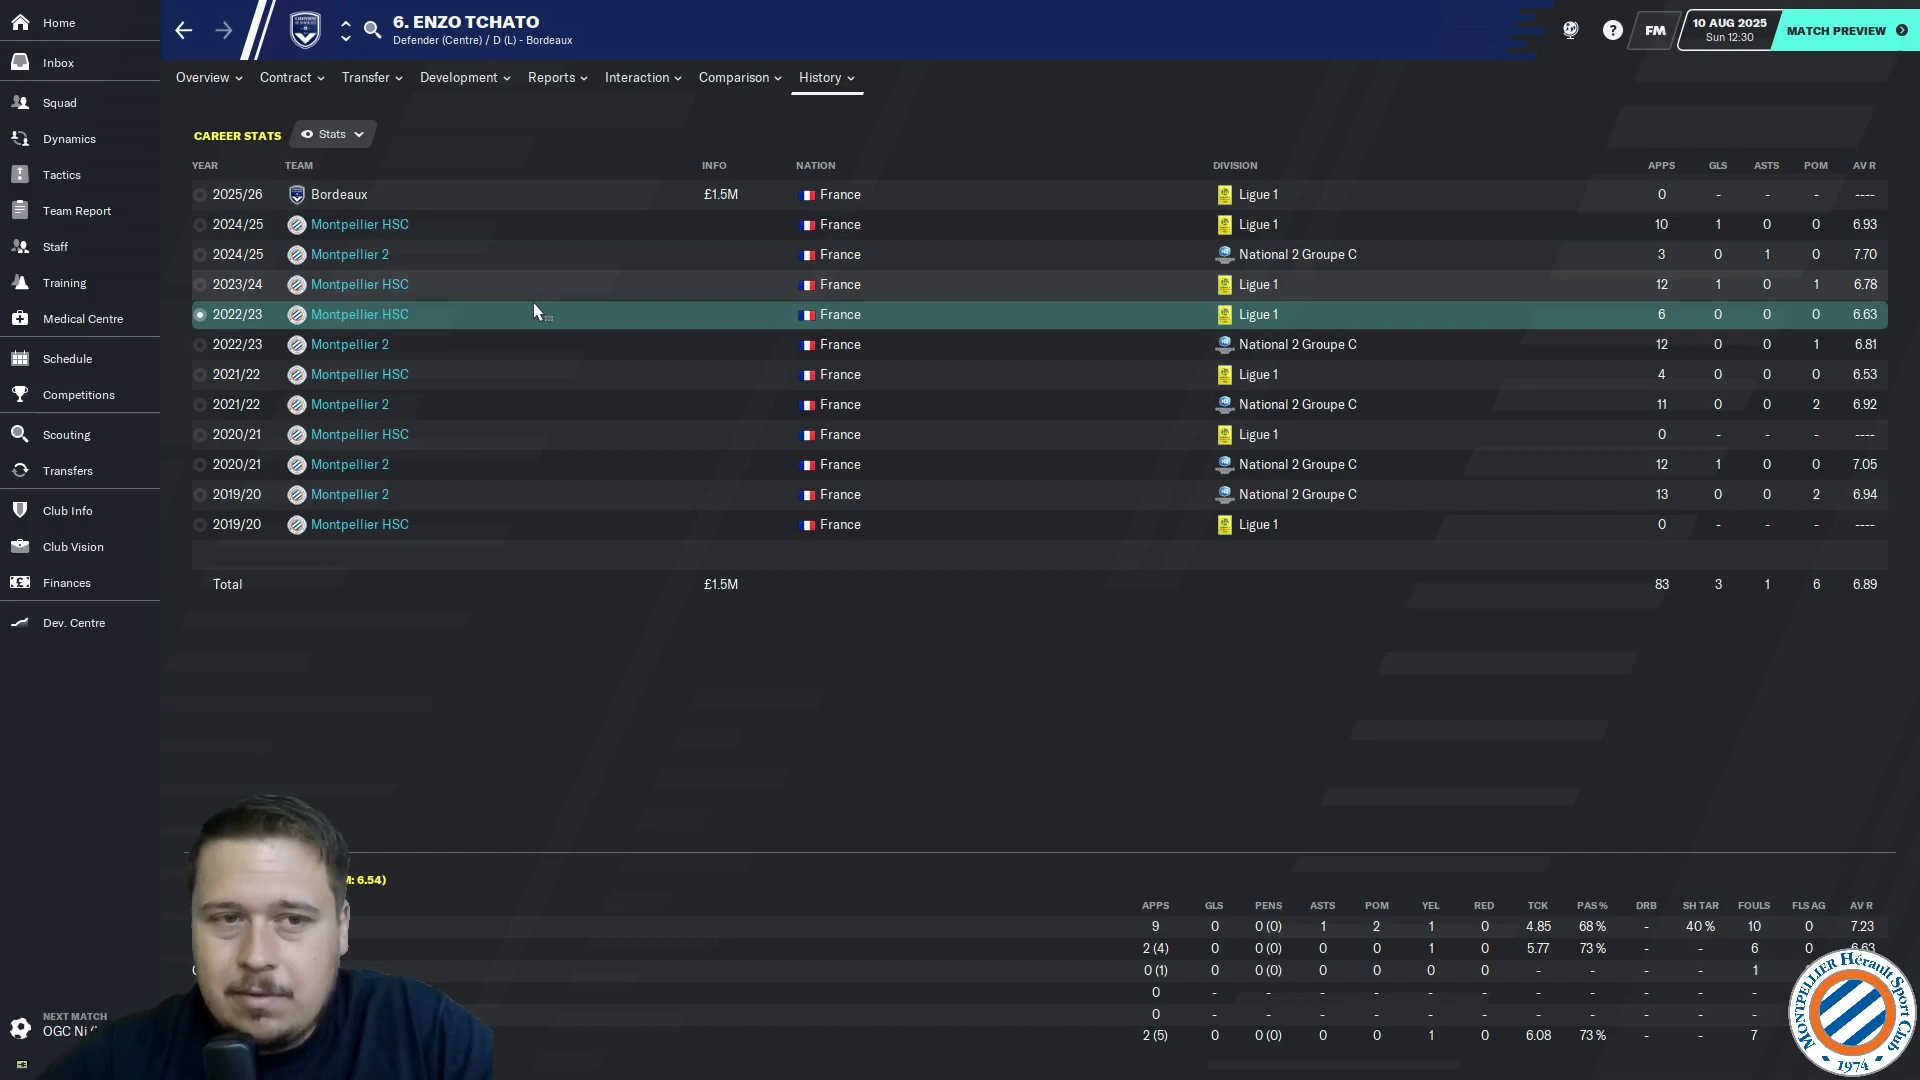 Home
Inbox
Squad
Dynamics
Tactics
Team Report
Staff
Training
Medical Centre
Schedule
Competitions
Scouting
Transfers
Club Info
Club Vision
Finances
Dev. Centre
NEXT MATCH
OGC Ni
6. ENZO TCHATO
Defender (Centre) / D (L) - Bordeaux
? FM
10 AUG 2025
Sun 12:30
MATCH PREVIEW
Overview Contract Transfer Development Reports Interaction Comparison History
CAREER STATS Stats
YEAR TEAM INFO NATION DIVISION APPS GLS ASTS POM AV R
2025/26 Bordeaux £1.5M France Ligue 1 0 - - - ----
2024/25 Montpellier HSC France Ligue 1 10 1 0 0 6.93
2024/25 Montpellier 2 France National 2 Groupe C 3 0 1 0 7.70
2023/24 Montpellier HSC France Ligue 1 12 1 0 1 6.78
2022/23 Montpellier HSC France Ligue 1 6 0 0 0 6.63
2022/23 Montpellier 2 France National 2 Groupe C 12 0 0 1 6.81
2021/22 Montpellier HSC France Ligue 1 4 0 0 0 6.53
2021/22 Montpellier 2 France National 2 Groupe C 11 0 0 2 6.92
2020/21 Montpellier HSC France Ligue 1 0 - - - ----
2020/21 Montpellier 2 France National 2 Groupe C 12 1 0 0 7.05
2019/20 Montpellier 2 France National 2 Groupe C 13 0 0 2 6.94
2019/20 Montpellier HSC France Ligue 1 0 - - - ----
Total £1.5M 83 3 1 6 6.89
: 6.54)
APPS GLS PENS ASTS POM YEL RED TCK PAS % DRB SH TAR FOULS FLS AG AV R
9 0 0 (0) 1 2 1 0 4.85 68 % - 40 % 10 0 7.23
2 (4) 0 0 (0) 0 0 1 0 5.77 73 % - - 6 0 6.63
0 (1) 0 0 (0) 0 0 0 0 - - - - 1
0 - - - - - - - - - - -
0 - - - - - - - - - - -
2 (5) 0 0 (0) 0 0 1 0 6.08 73 % - - 7
MONTPELLIER Hérault Sport Club
1974